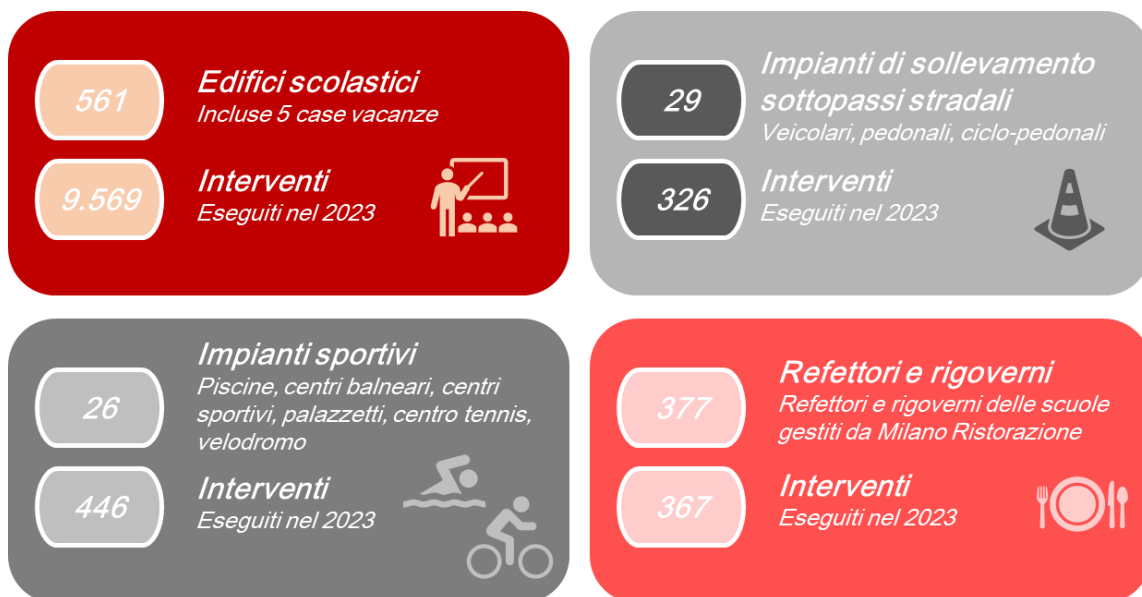 561
Edifici scolastici
Incluse 5 case vacanze
9.569
Interventi
Eseguiti nel 2023
29
Impianti di sollevamento
sottopassi stradali
Veicolari, pedonali, ciclo-pedonali
326
Interventi
Eseguiti nel 2023
26
Impianti sportivi
Piscine, centri balneari, centri
sportivi, palazzetti, centro tennis,
velodromo
446
Interventi
Eseguiti nel 2023
377
Refettori e rigoverni
Refettori e rigoverni delle scuole
gestiti da Milano Ristorazione
367
Interventi
Eseguiti nel 2023